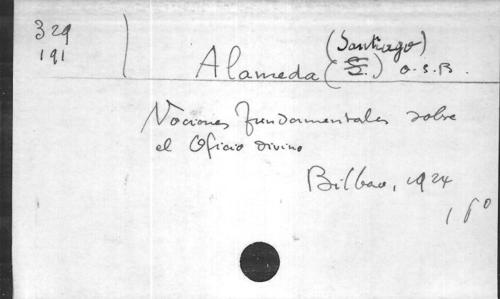 329
191
(Santiago)
Alameda (S.) O.S.B.
Nociones fundamentales sobre
el Oficio divino
Bilbao, 1924
16º